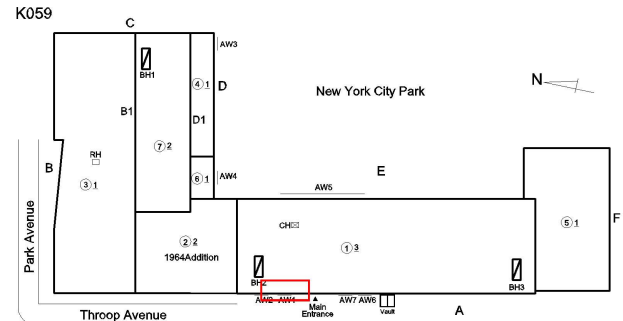 K059
C
AW3
BH1
4 1
D
New York City Park
N
B1
D1
7 2
RH
B
3 1
6 1
AW4
E
AW5
5 1
F
CH
2 2
1 3
1964Addition
Park Avenue
BH2
BH3
AW2 AW1
Main
Entrance
AW7 AW6
Vault
A
Throop Avenue